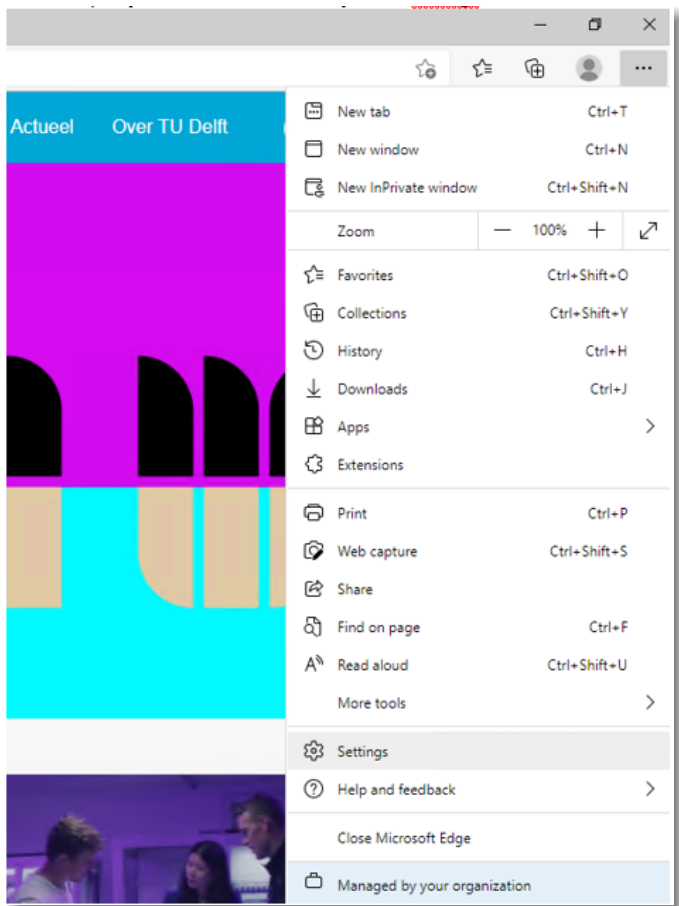 Actueel Over TU Delft
New tab Ctrl+T
New window Ctrl+N
New InPrivate window Ctrl+Shift+N
Zoom — 100% +
Favorites Ctrl+Shift+O
Collections Ctrl+Shift+Y
History Ctrl+H
Downloads Ctrl+J
Apps
Extensions
Print Ctrl+P
Web capture Ctrl+Shift+S
Share
Find on page Ctrl+F
Read aloud Ctrl+Shift+U
More tools
Settings
Help and feedback
Close Microsoft Edge
Managed by your organization